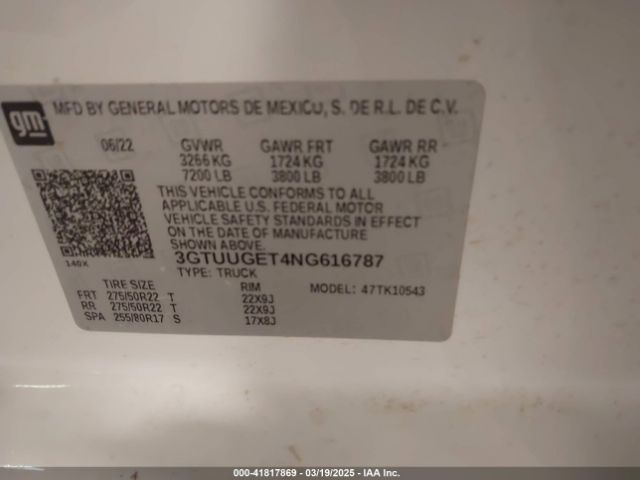 gm
MFD BY GENERAL MOTORS DE MEXICO, S. DE R.L. DE C.V.
06/22 GVWR GAWR FRT GAWR RR
3266 KG 1724 KG 1724 KG
7200 LB 3800 LB 3800 LB
THIS VEHICLE CONFORMS TO ALL
APPLICABLE U.S. FEDERAL MOTOR
VEHICLE SAFETY STANDARDS IN EFFECT
ON THE DATE OF MANUFACTURE
SHOWN ABOVE.
140X 3GTUUGET4NG616787
TYPE: TRUCK
TIRE SIZE RIM MODEL: 47TK10543
FRT 275/50R22 T 22X9J
RR 275/50R22 T 22X9J
SPA 255/80R17 S 17X8J
000-41817869 | 03/19/2025 | IAA Inc.